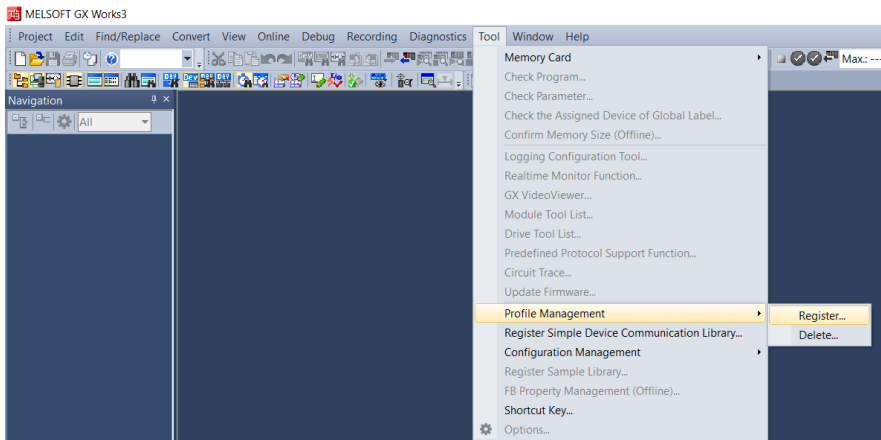 MELSOFT GX Works3
Project Edit Find/Replace Convert View Online Debug Recording Diagnostics Tool Window Help
Max.: --
Navigation
All
Memory Card
Check Program...
Check Parameter...
Check the Assigned Device of Global Label...
Confirm Memory Size (Offline)...
Logging Configuration Tool...
Realtime Monitor Function...
GX VideoViewer...
Module Tool List...
Drive Tool List...
Predefined Protocol Support Function...
Circuit Trace...
Update Firmware...
Profile Management
Register...
Register Simple Device Communication Library...
Delete...
Configuration Management
Register Sample Library...
FB Property Management (Offline)...
Shortcut Key...
Options...